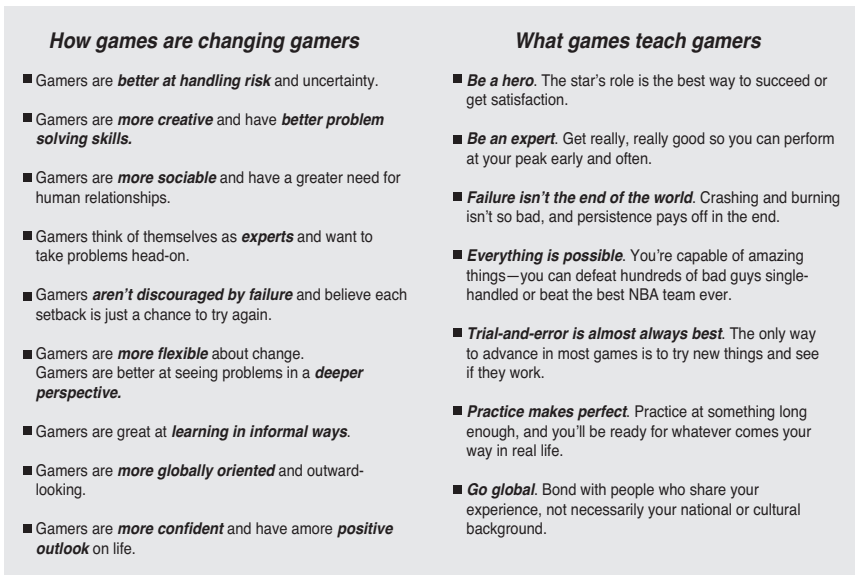 How games are changing gamers
■ Gamers are better at handling risk and uncertainty.
■ Gamers are more creative and have better problem
solving skills.
■ Gamers are more sociable and have a greater need for
human relationships.
■ Gamers think of themselves as experts and want to
take problems head-on.
■ Gamers aren't discouraged by failure and believe each
setback is just a chance to try again.
■ Gamers are more flexible about change.
Gamers are better at seeing problems in a deeper
perspective.
■ Gamers are great at learning in informal ways.
■ Gamers are more globally oriented and outward-
looking.
■ Gamers are more confident and have amore positive
outlook on life.
What games teach gamers
■ Be a hero. The star's role is the best way to succeed or
get satisfaction.
■ Be an expert. Get really, really good so you can perform
at your peak early and often.
■ Failure isn't the end of the world. Crashing and burning
isn't so bad, and persistence pays off in the end.
■ Everything is possible. You're capable of amazing
things—you can defeat hundreds of bad guys single-
handled or beat the best NBA team ever.
■ Trial-and-error is almost always best. The only way
to advance in most games is to try new things and see
if they work.
■ Practice makes perfect. Practice at something long
enough, and you'll be ready for whatever comes your
way in real life.
■ Go global. Bond with people who share your
experience, not necessarily your national or cultural
background.